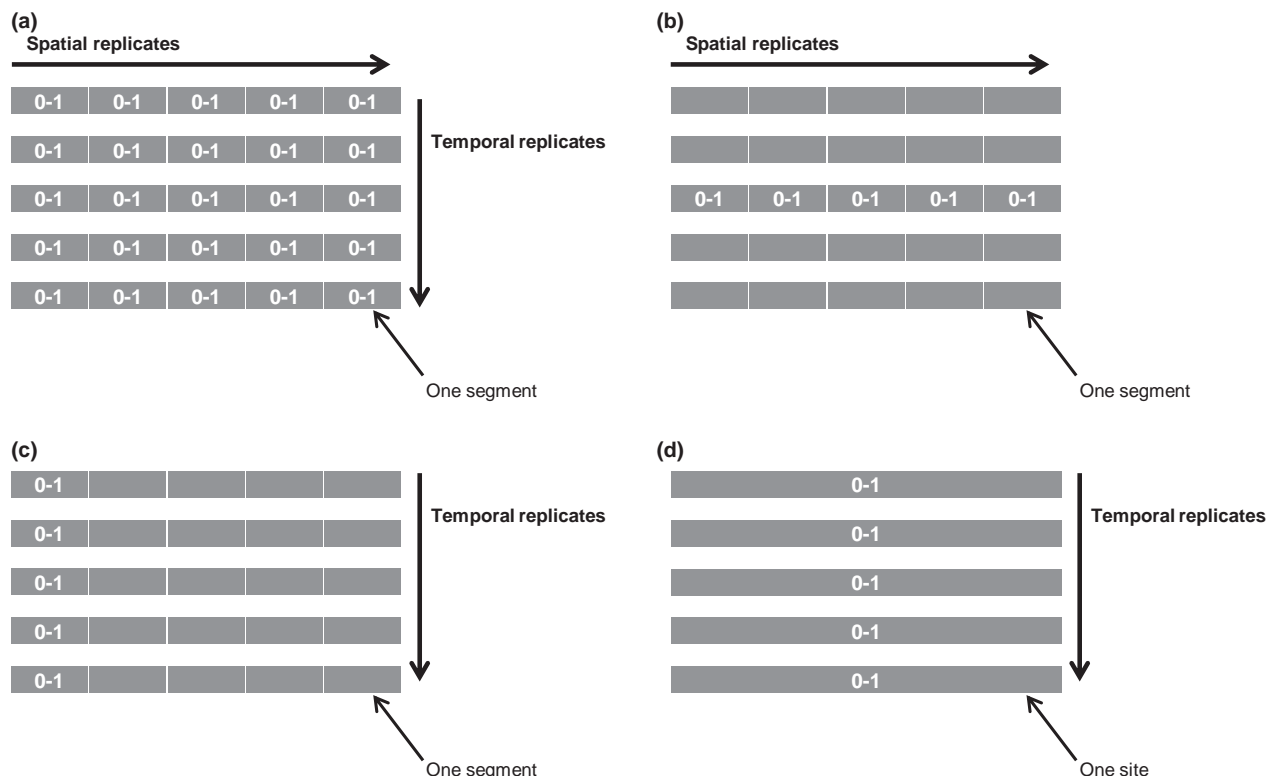 (a)
Spatial replicates
0-1 0-1 0-1 0-1 0-1
0-1 0-1 0-1 0-1 0-1
Temporal replicates
0-1 0-1 0-1 0-1 0-1
0-1 0-1 0-1 0-1 0-1
0-1 0-1 0-1 0-1 0-1
One segment
(b)
Spatial replicates
0-1 0-1 0-1 0-1 0-1
One segment
(c)
0-1
Temporal replicates
0-1
0-1
0-1
0-1
One segment
(d)
0-1
Temporal replicates
0-1
0-1
0-1
0-1
One site